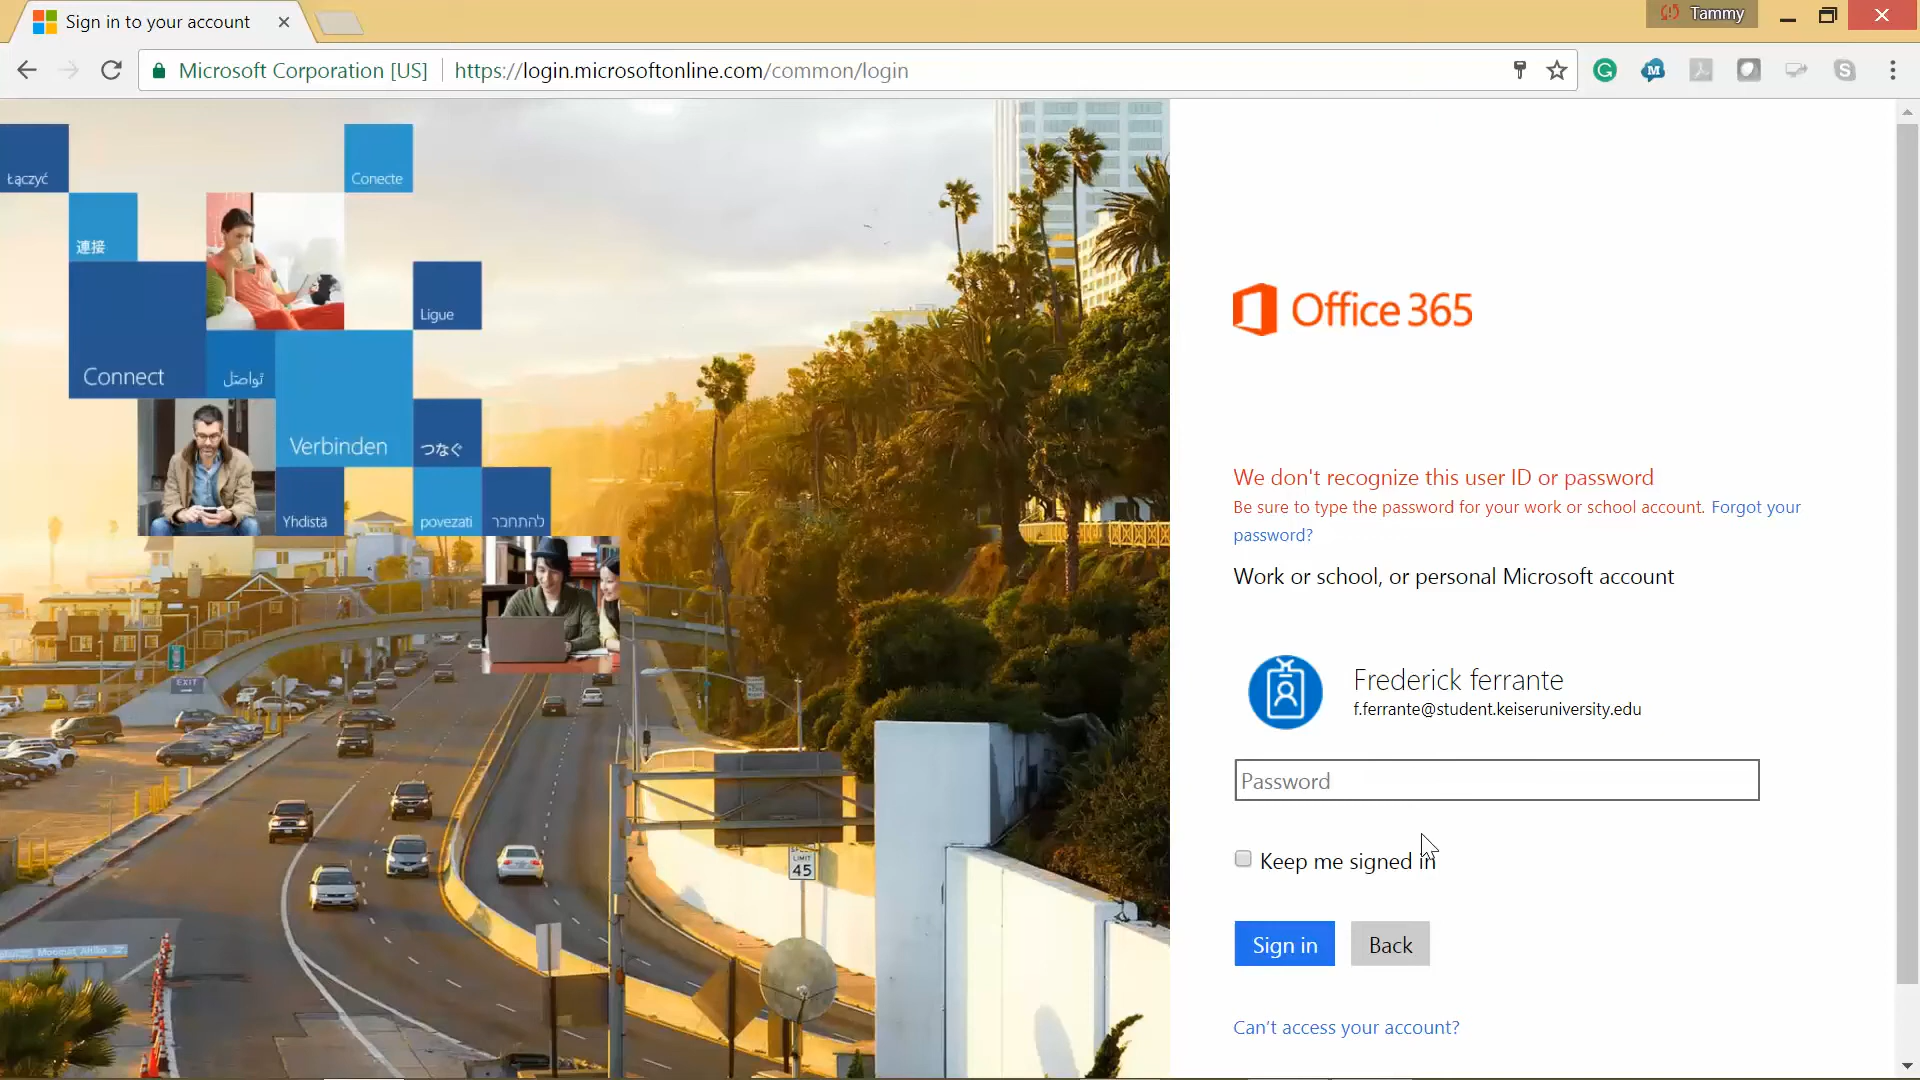 Sign in to your account
Tammy
Microsoft Corporation [US]
https://login.microsoftonline.com/common/login
Łączyć
Conecte
連接
Ligue
Connect
تواصَل
Verbinden
つなぐ
Yhdistä
povezati
להתחבר
EXIT
LIMIT
45
Office 365
We don't recognize this user ID or password
Be sure to type the password for your work or school account. Forgot your
password?
Work or school, or personal Microsoft account
Frederick ferrante
f.ferrante@student.keiseruniversity.edu
Password
Keep me signed in
Sign in
Back
Can't access your account?